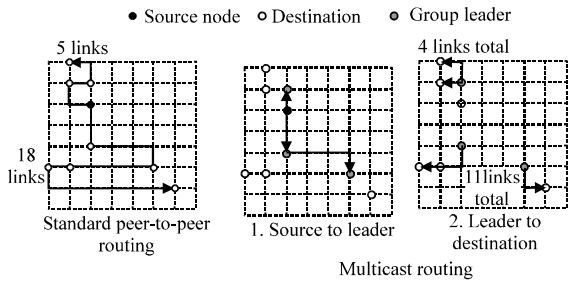 Source node Destination Group leader
5 links
4 links total
18
links
11links
total
Standard peer-to-peer
routing
1. Source to leader
2. Leader to
destination
Multicast routing